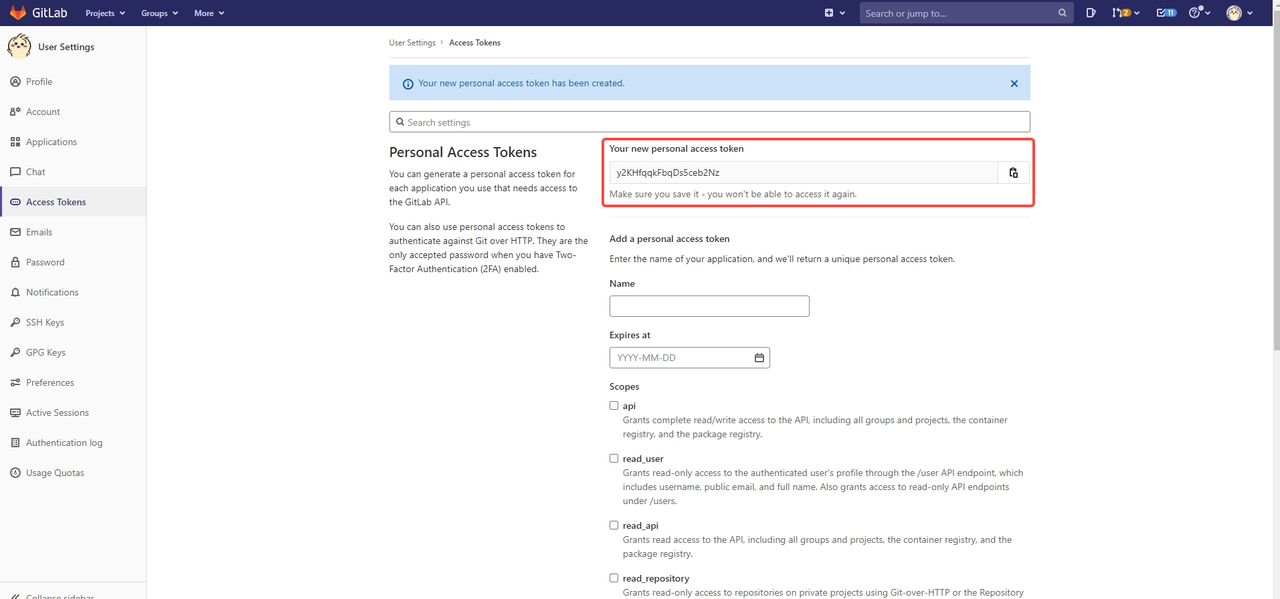 GitLab Projects Groups More Search or jump to... 2 11
User Settings
Profile
Account
Applications
Chat
Access Tokens
Emails
Password
Notifications
SSH Keys
GPG Keys
Preferences
Active Sessions
Authentication log
Usage Quotas
Collapse sidebar
User Settings › Access Tokens
Your new personal access token has been created.
Search settings
Personal Access Tokens
You can generate a personal access token for
each application you use that needs access to
the GitLab API.
You can also use personal access tokens to
authenticate against Git over HTTP. They are the
only accepted password when you have Two-
Factor Authentication (2FA) enabled.
Your new personal access token
y2KHfqqkFbqDs5ceb2Nz
Make sure you save it - you won't be able to access it again.
Add a personal access token
Enter the name of your application, and we'll return a unique personal access token.
Name
Expires at
YYYY-MM-DD
Scopes
api
Grants complete read/write access to the API, including all groups and projects, the container
registry, and the package registry.
read_user
Grants read-only access to the authenticated user's profile through the /user API endpoint, which
includes username, public email, and full name. Also grants access to read-only API endpoints
under /users.
read_api
Grants read access to the API, including all groups and projects, the container registry, and the
package registry.
read_repository
Grants read-only access to repositories on private projects using Git-over-HTTP or the Repository